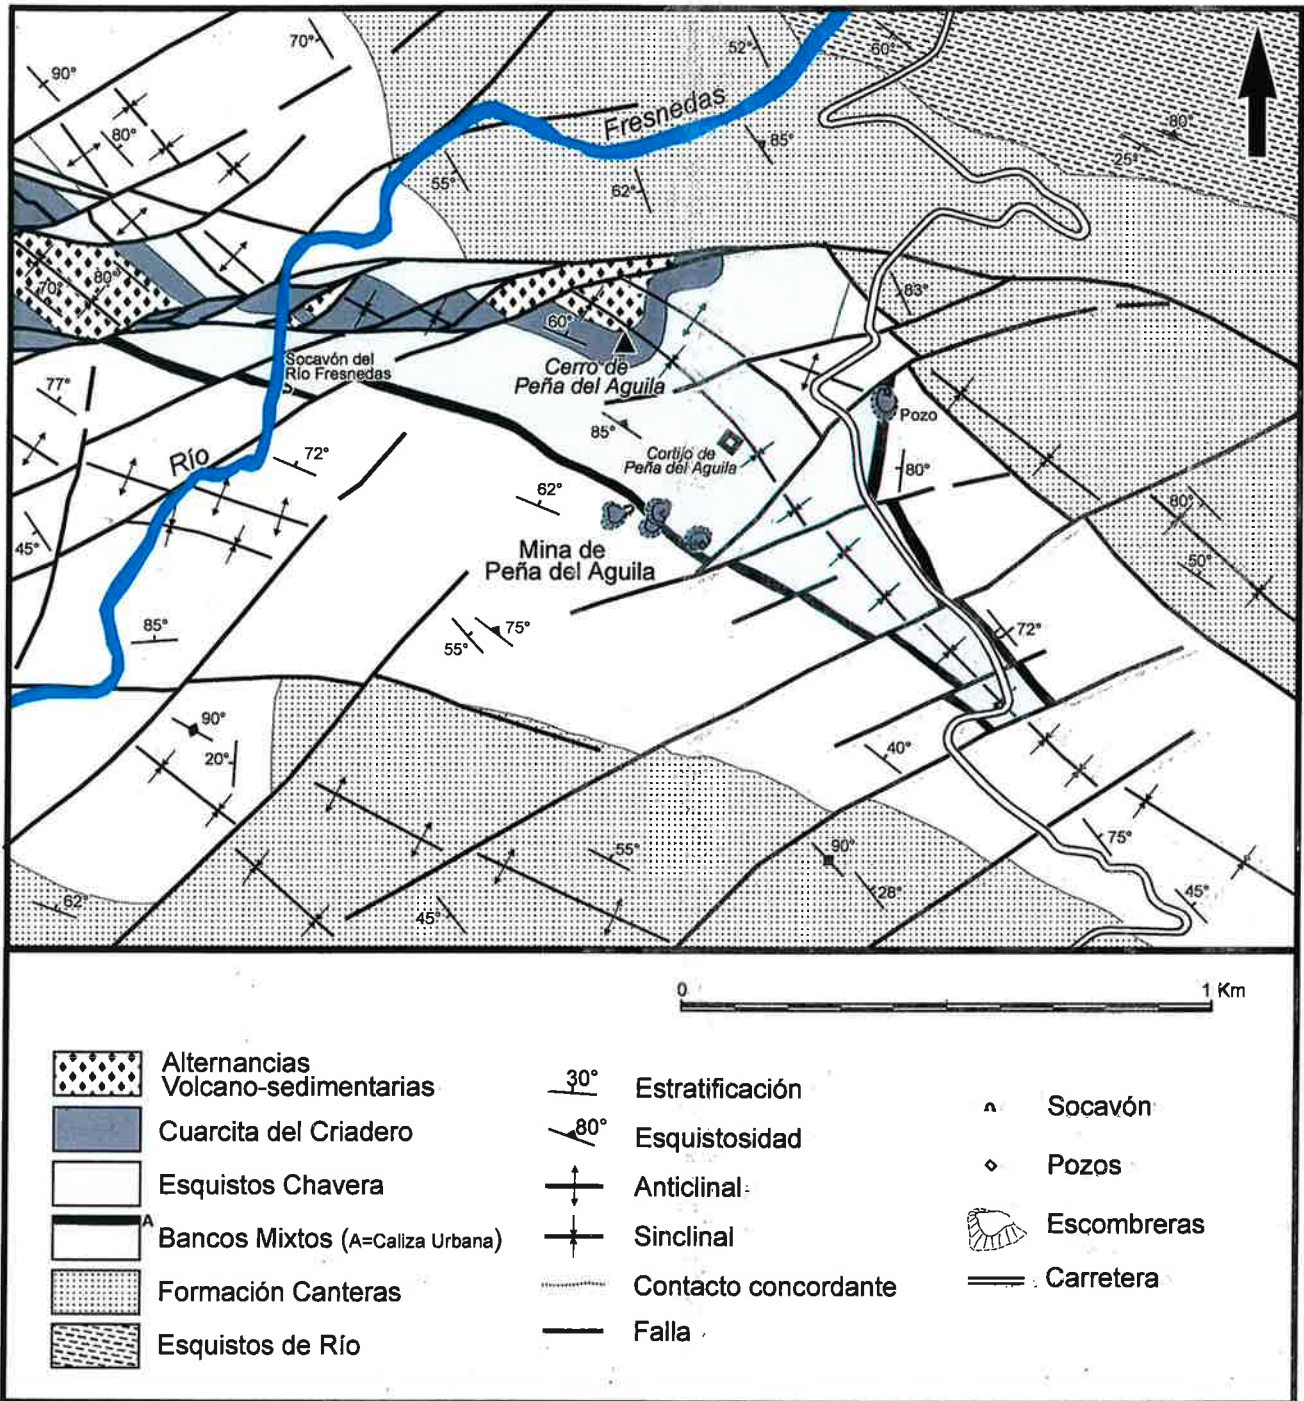 70°
52°
60°
90°
80°
Fresnedas
85°
80°
25°
55°
62°
70°
80°
83°
60°
Socavón del
Río Fresnedas
Cerro de
Peña del Aguila
77°
Pozo
85°
Cortijo de
Peña del Aguila
Río
72°
80°
62°
80°
45°
Mina de
Peña del Aguila
50°
85°
75°
55°
72°
90°
20°
40°
75°
55°
90°
28°
45°
62°
45°
0
1 Km
Alternancias
Volcano-sedimentarias
Cuarcita del Criadero
Esquistos Chavera
A
Bancos Mixtos (A=Caliza Urbana)
Formación Canteras
Esquistos de Río
30°
Estratificación
80°
Esquistosidad
Anticlinal
Sinclinal
Contacto concordante
Falla
Socavón
Pozos
Escombreras
Carretera